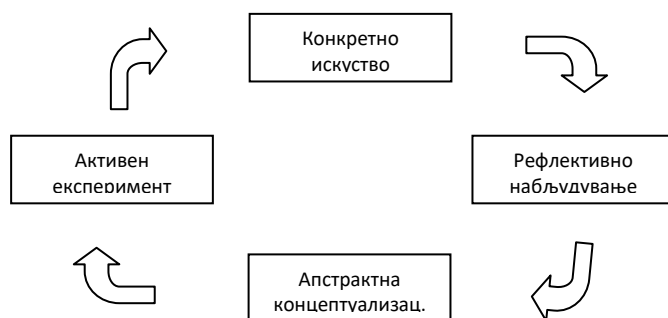 Конкретно
искуство
Активен
експеримент
Рефлективно
набљудување
Апстрактна
концептуализац.